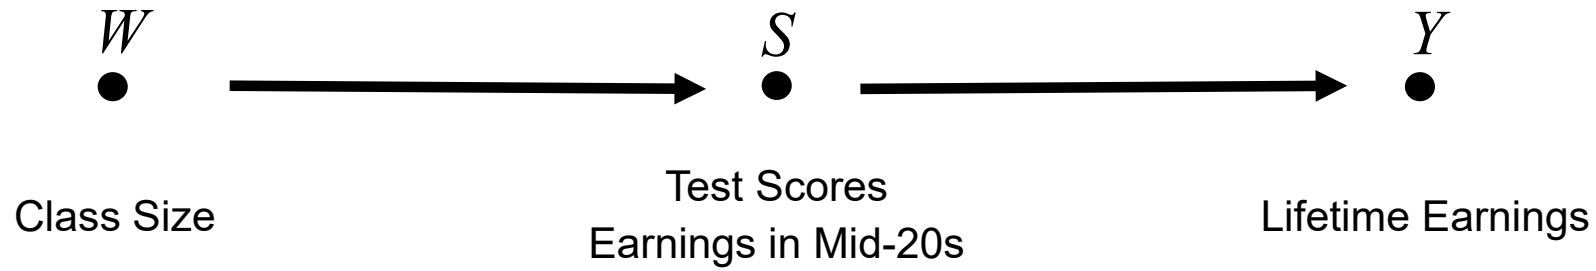 W
S
Y
Class Size
Test Scores
Earnings in Mid-20s
Lifetime Earnings